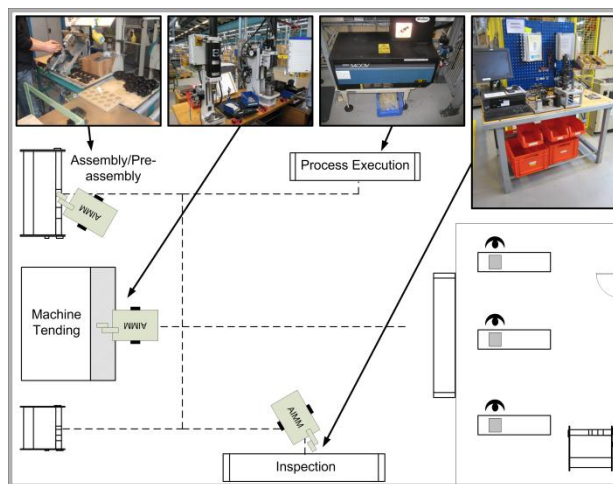 Assembly/Pre-
assembly
Process Execution
AIMM
Machine
Tending
AIMM
AIMM
Inspection